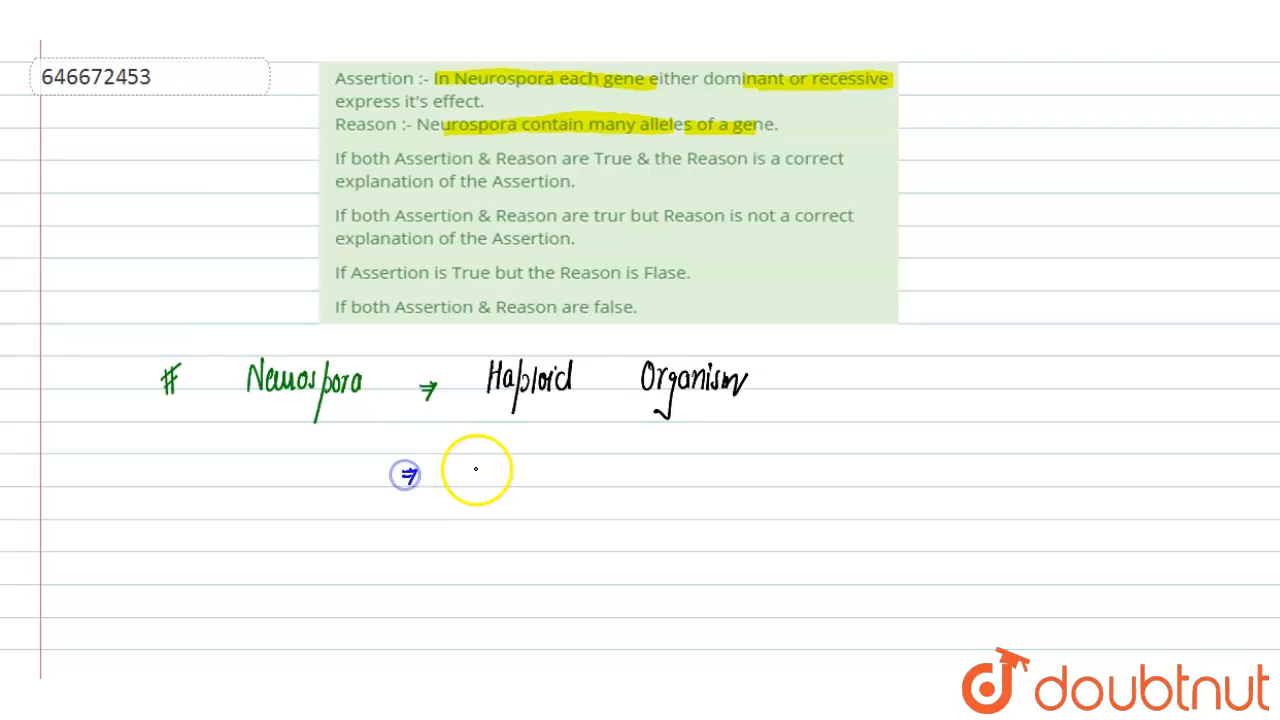 646672453
Assertion :- In Neurospora each gene either dominant or recessive
express it's effect.
Reason :- Neurospora contain many alleles of a gene.
If both Assertion & Reason are True & the Reason is a correct
explanation of the Assertion.
If both Assertion & Reason are trur but Reason is not a correct
explanation of the Assertion.
If Assertion is True but the Reason is Flase.
If both Assertion & Reason are false.
# Neurospora ⇒ Haploid Organism
⇒
doubtnut